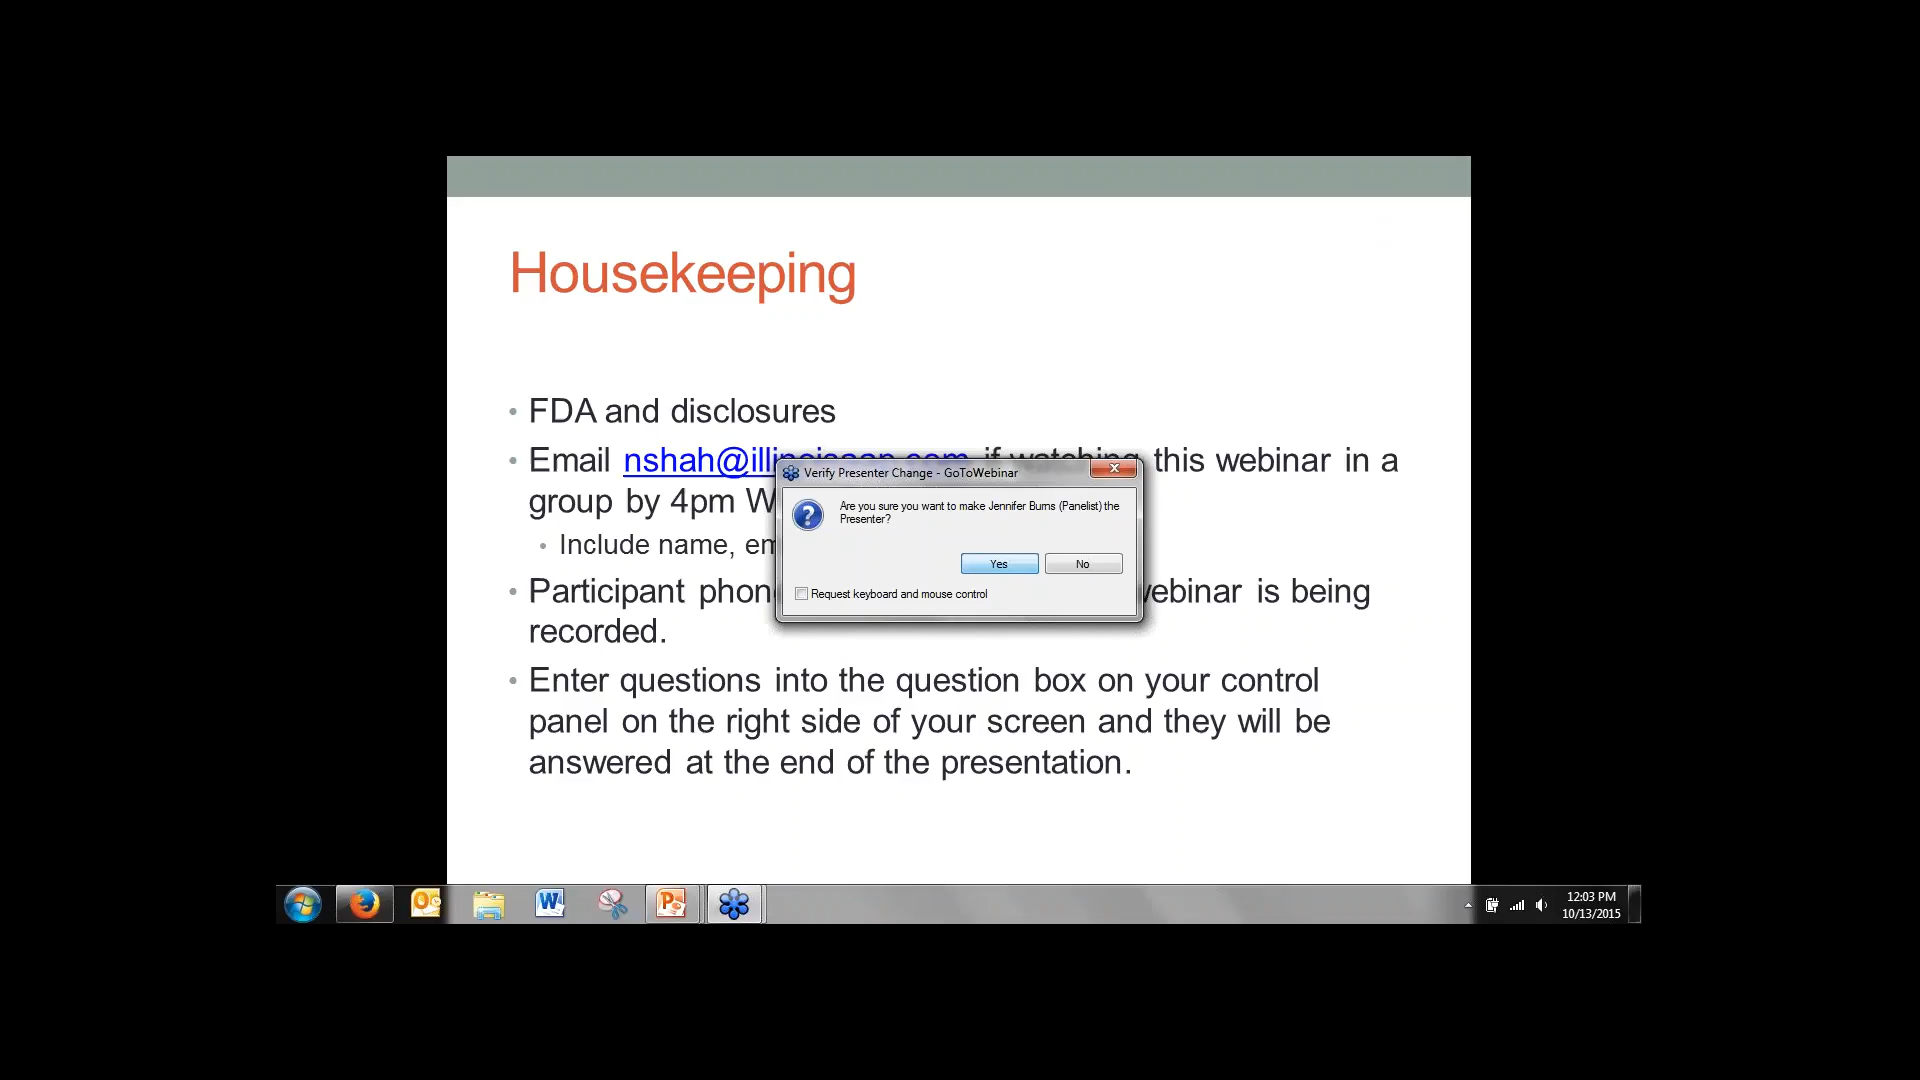 Housekeeping
• FDA and disclosures
• Email nshah@illinoisaap.com if watching this webinar in a
group by 4pm W
• Include name, em
• Participant phon webinar is being
recorded.
• Enter questions into the question box on your control
panel on the right side of your screen and they will be
answered at the end of the presentation.
Verify Presenter Change - GoToWebinar
Are you sure you want to make Jennifer Burns (Panelist) the
Presenter?
Yes
No
Request keyboard and mouse control
12:03 PM
10/13/2015